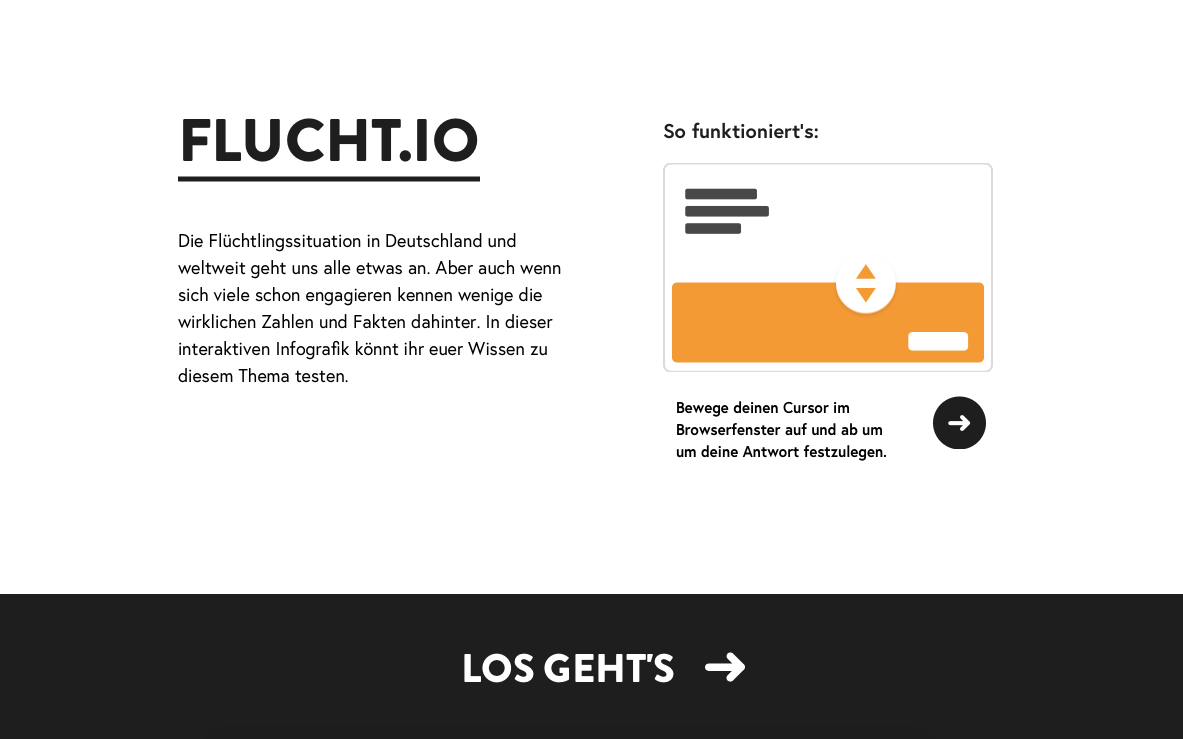 FLUCHT.IO
Die Flüchtlingssituation in Deutschland und
weltweit geht uns alle etwas an. Aber auch wenn
sich viele schon engagieren kennen wenige die
wirklichen Zahlen und Fakten dahinter. In dieser
interaktiven Infografik könnt ihr euer Wissen zu
diesem Thema testen.
So funktioniert's:
Bewege deinen Cursor im
Browserfenster auf und ab um
um deine Antwort festzulegen.
LOS GEHT'S